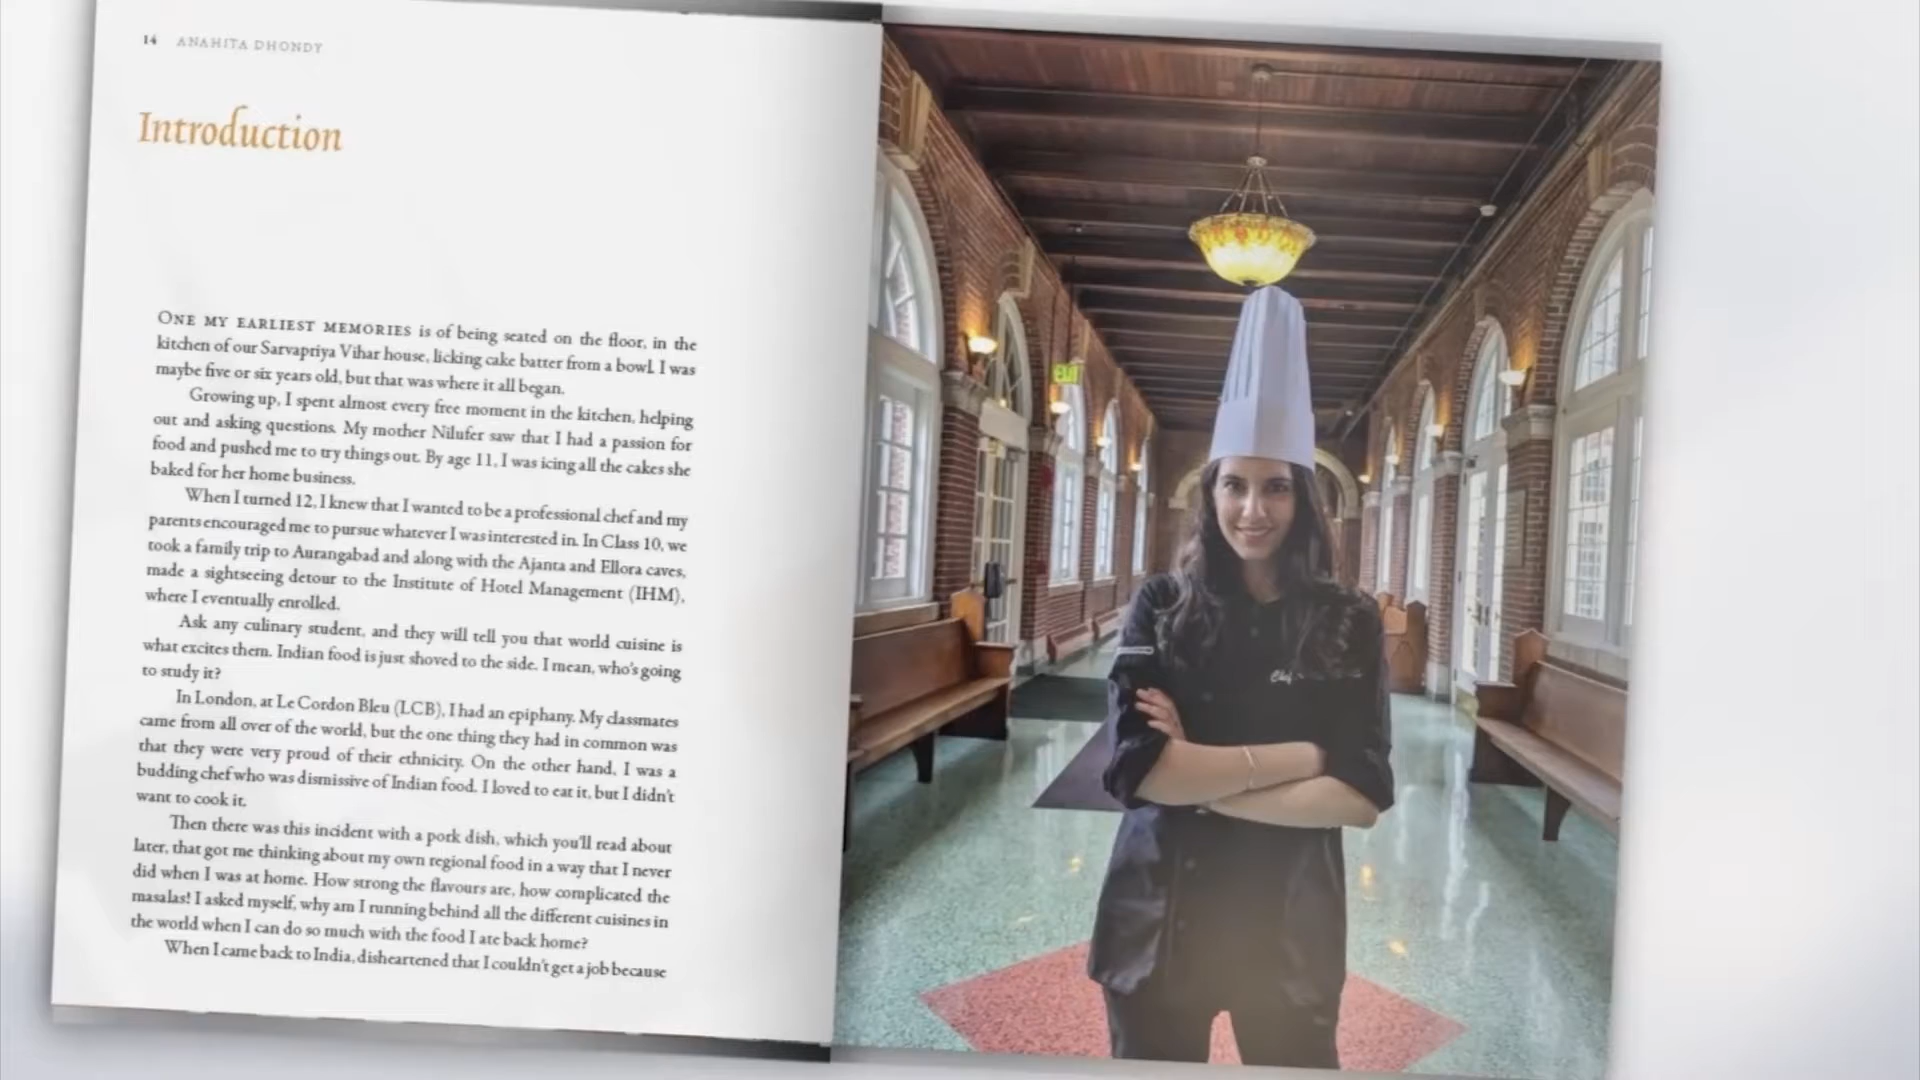 14 ANAHITA DHONDY
Introduction
ONE MY EARLIEST MEMORIES is of being seated on the floor, in the
kitchen of our Sarvapriya Vihar house, licking cake batter from a bowl. I was
maybe five or six years old, but that was where it all began.
Growing up, I spent almost every free moment in the kitchen, helping
out and asking questions. My mother Nilufer saw that I had a passion for
food and pushed me to try things out. By age 11, I was icing all the cakes she
baked for her home business.
When I turned 12, I knew that I wanted to be a professional chef and my
parents encouraged me to pursue whatever I was interested in. In Class 10, we
took a family trip to Aurangabad and along with the Ajanta and Ellora caves,
made a sightseeing detour to the Institute of Hotel Management (IHM),
where I eventually enrolled.
Ask any culinary student, and they will tell you that world cuisine is
what excites them. Indian food is just shoved to the side. I mean, who's going
to study it?
In London, at Le Cordon Bleu (LCB), I had an epiphany. My classmates
came from all over of the world, but the one thing they had in common was
that they were very proud of their ethnicity. On the other hand, I was a
budding chef who was dismissive of Indian food. I loved to eat it, but I didn't
want to cook it.
Then there was this incident with a pork dish, which you'll read about
later, that got me thinking about my own regional food in a way that I never
did when I was at home. How strong the flavours are, how complicated the
masalas! I asked myself, why am I running behind all the different cuisines in
the world when I can do so much with the food I ate back home?
When I came back to India, disheartened that I couldn't get a job because
EXIT
Chef